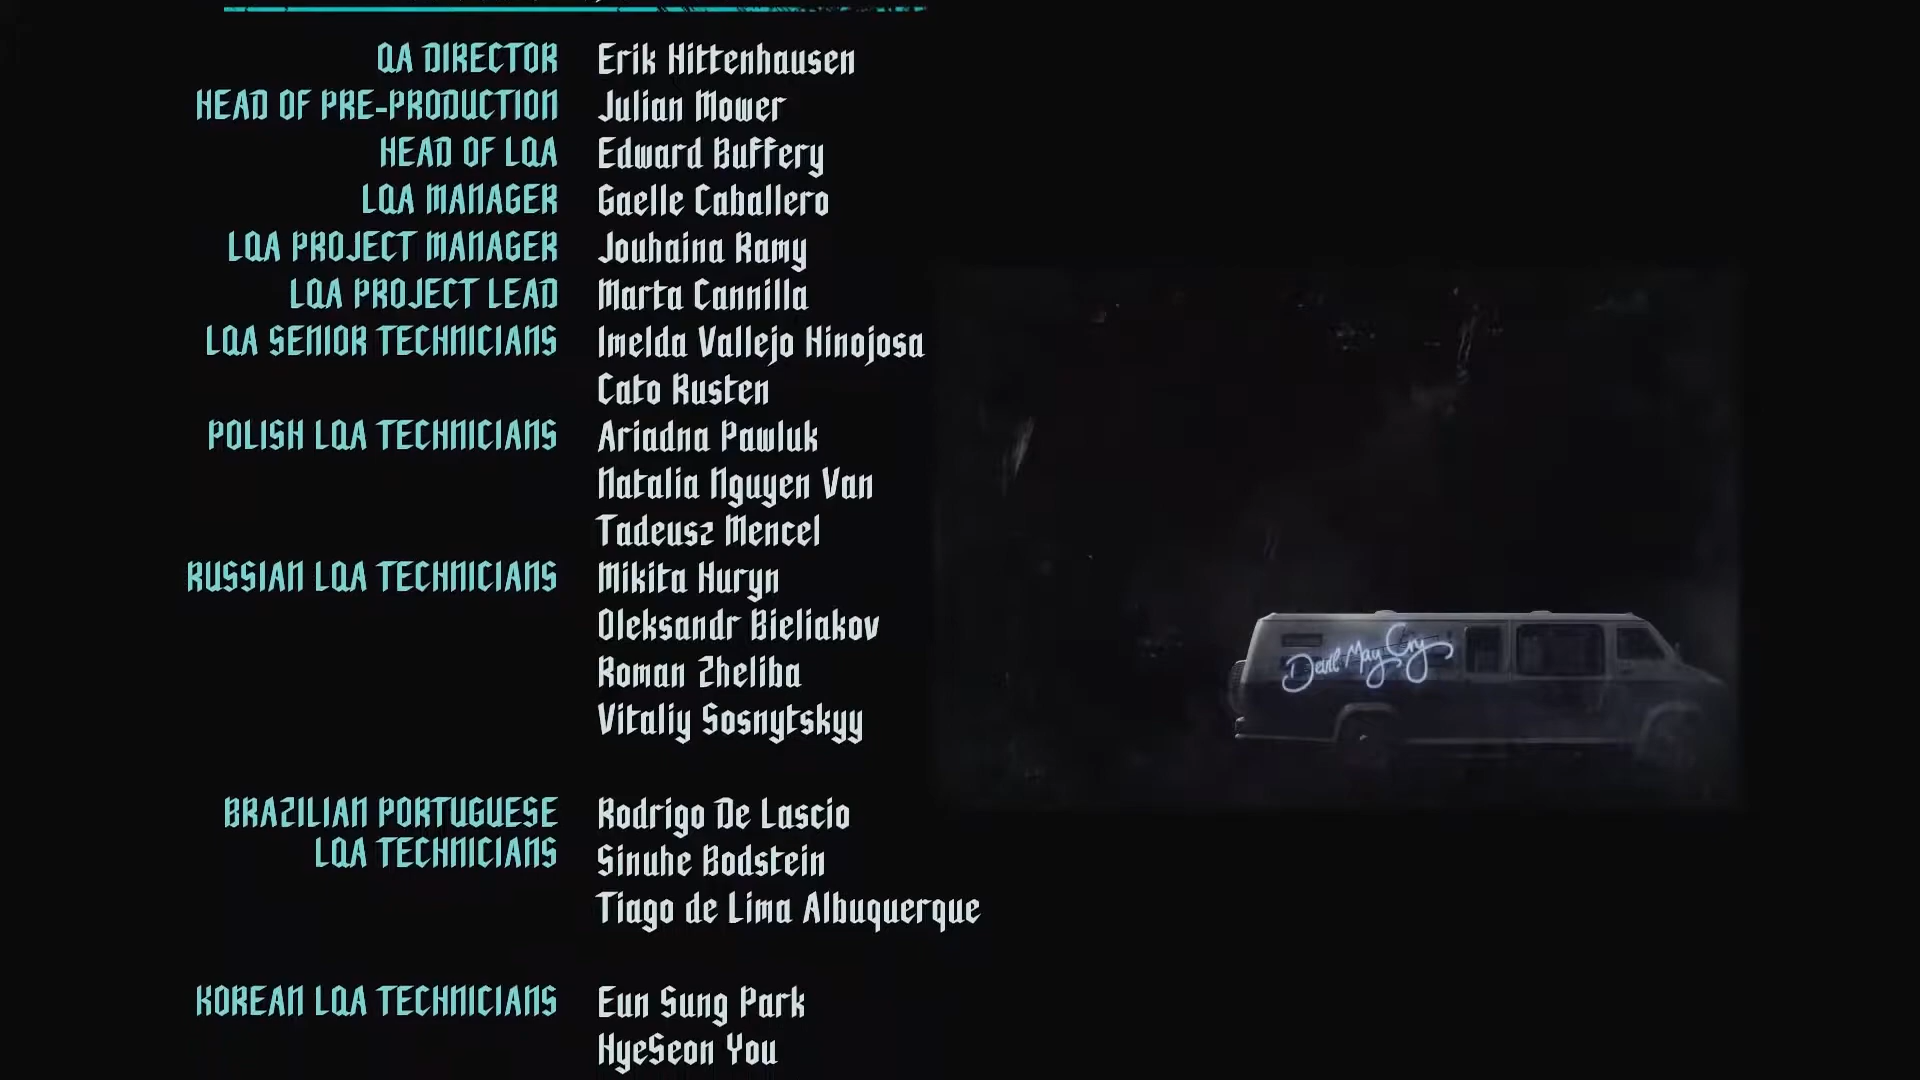 QA DIRECTOR Erik Hittenhausen
HEAD OF PRE-PRODUCTION Julian Mower
HEAD OF LQA Edward Buffery
LQA MANAGER Gaelle Caballero
LQA PROJECT MANAGER Jouhaina Ramy
LQA PROJECT LEAD Marta Cannilla
LQA SENIOR TECHNICIANS Imelda Vallejo Hinojosa
Cato Rusten
POLISH LQA TECHNICIANS Ariadna Pawluk
Natalia Nguyen Van
Tadeusz Mencel
RUSSIAN LQA TECHNICIANS Mikita Huryn
Oleksandr Bieliakov
Roman Zheliba
Vitaliy Sosnytskyy
BRAZILIAN PORTUGUESE Rodrigo De Lascio
LQA TECHNICIANS Sinuhe Bodstein
Tiago de Lima Albuquerque
KOREAN LQA TECHNICIANS Eun Sung Park
HyeSeon You
Devil May Cry